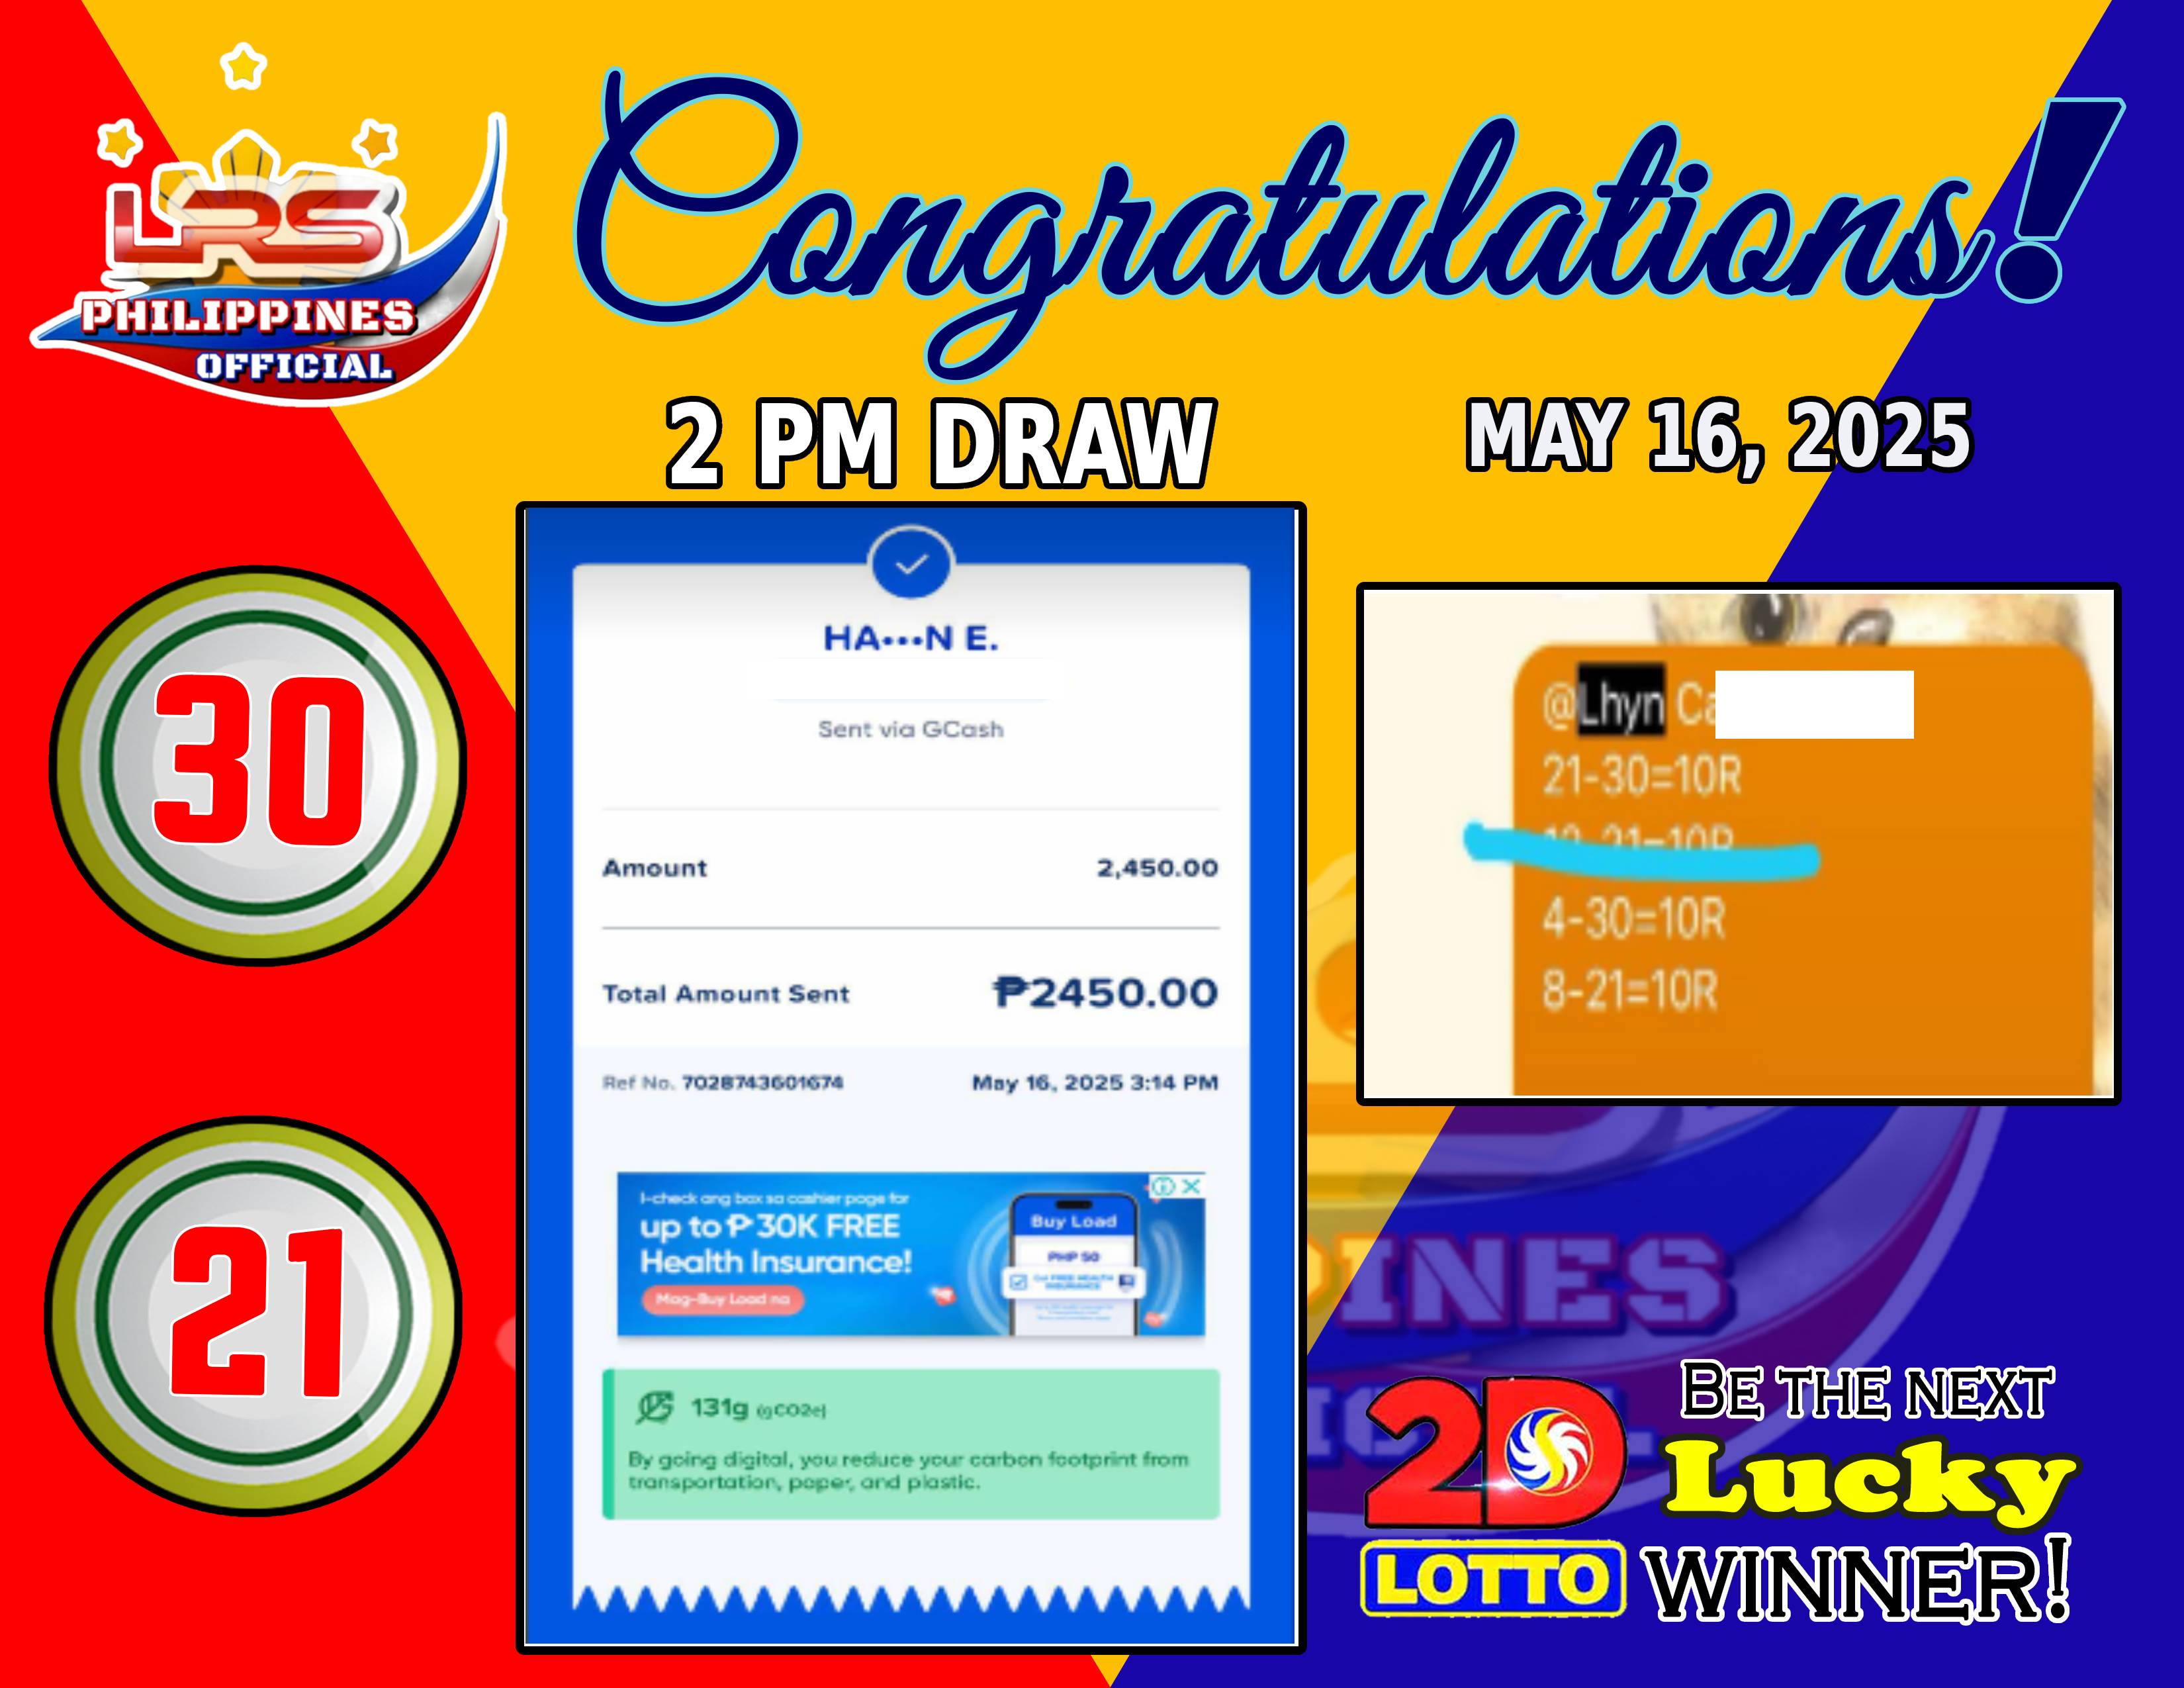 LRS
PHILIPPINES
OFFICIAL
Congratulations!
2 PM DRAW
MAY 16, 2025
30
21
HA•••N E.
Sent via GCash
Amount 2,450.00
Total Amount Sent ₱2450.00
Ref No. 7028743601674 May 16, 2025 3:14 PM
I-check ang box sa cashier page for
up to ₱30K FREE
Health Insurance!
Mag-Buy Load na
Buy Load
PHP 50
131g (gCO2e)
By going digital, you reduce your carbon footprint from
transportation, paper, and plastic.
@Lhyn Ca
21-30=10R
21=10R
4-30=10R
8-21=10R
PINES
2D
LOTTO
BE THE NEXT
Lucky
WINNER!